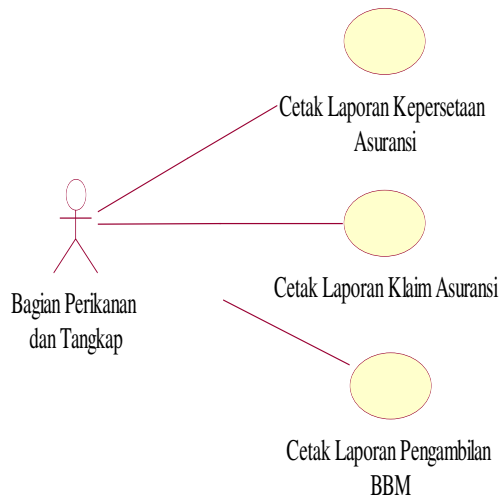 Cetak Laporan Kepersetaan
Asuransi
Bagian Perikanan
dan Tangkap
Cetak Laporan Klaim Asuransi
Cetak Laporan Pengambilan
BBM